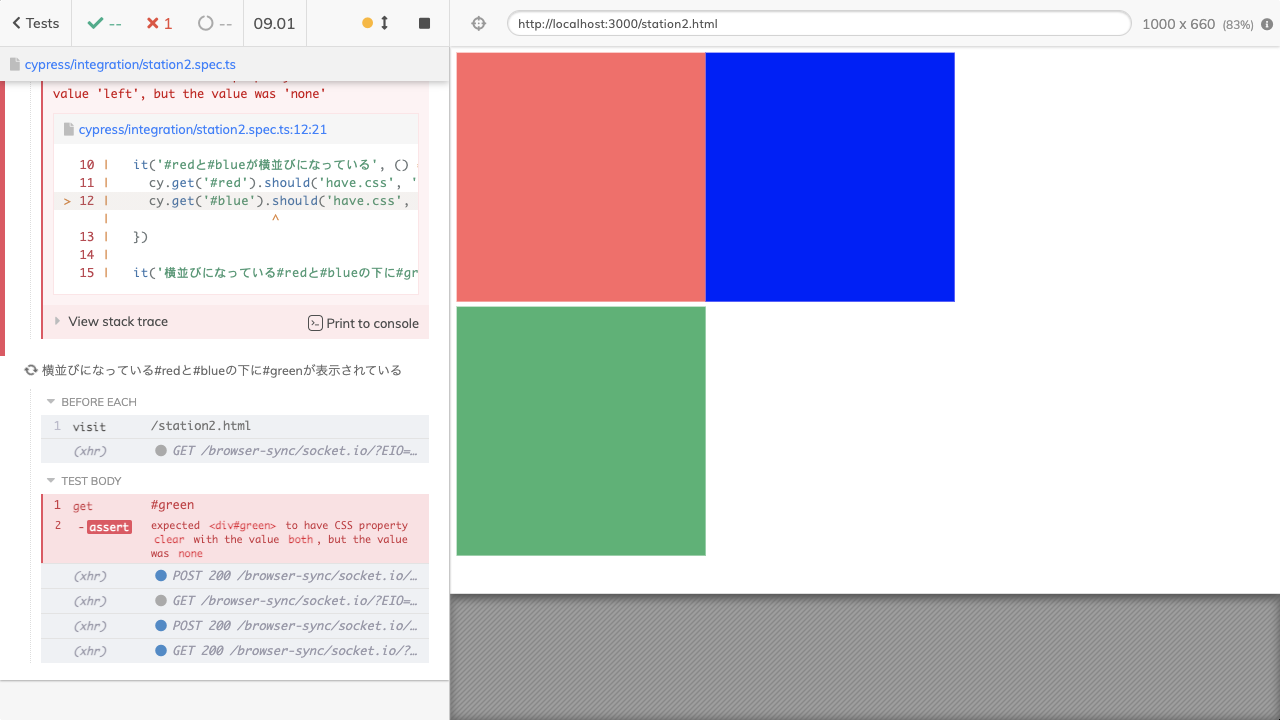 Tests
--
1
--
09.01
http://localhost:3000/station2.html
1000 x 660 (83%)
cypress/integration/station2.spec.ts
value 'left', but the value was 'none'
cypress/integration/station2.spec.ts:12:21
10 | it('#redと#blueが横並びになっている', ()
11 | cy.get('#red').should('have.css', '
> 12 | cy.get('#blue').should('have.css',
| ^
13 | })
14 |
15 | it('横並びになっている#redと#blueの下に#gr
View stack trace
Print to console
横並びになっている#redと#blueの下に#greenが表示されている
BEFORE EACH
1 visit /station2.html
(xhr) GET /browser-sync/socket.io/?EIO=…
TEST BODY
1 get #green
2 -assert expected <div#green> to have CSS property
clear with the value both, but the value
was none
(xhr) POST 200 /browser-sync/socket.io/…
(xhr) GET /browser-sync/socket.io/?EIO=…
(xhr) POST 200 /browser-sync/socket.io/…
(xhr) GET 200 /browser-sync/socket.io/?…